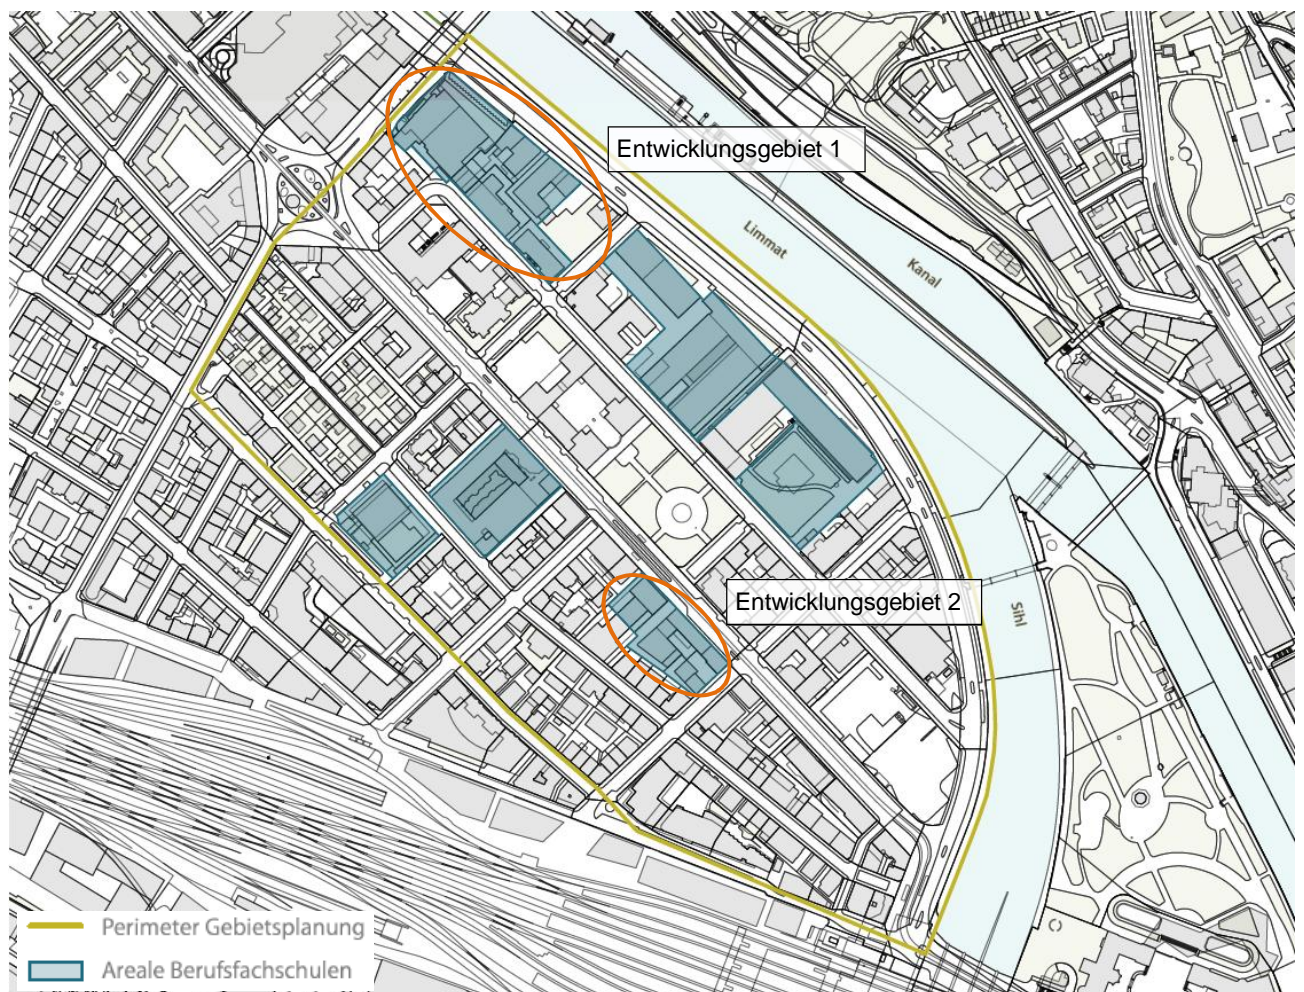 Entwicklungsgebiet 1
Limmat
Kanal
Entwicklungsgebiet 2
Sihl
Perimeter Gebietsplanung
Areale Berufsfachschulen